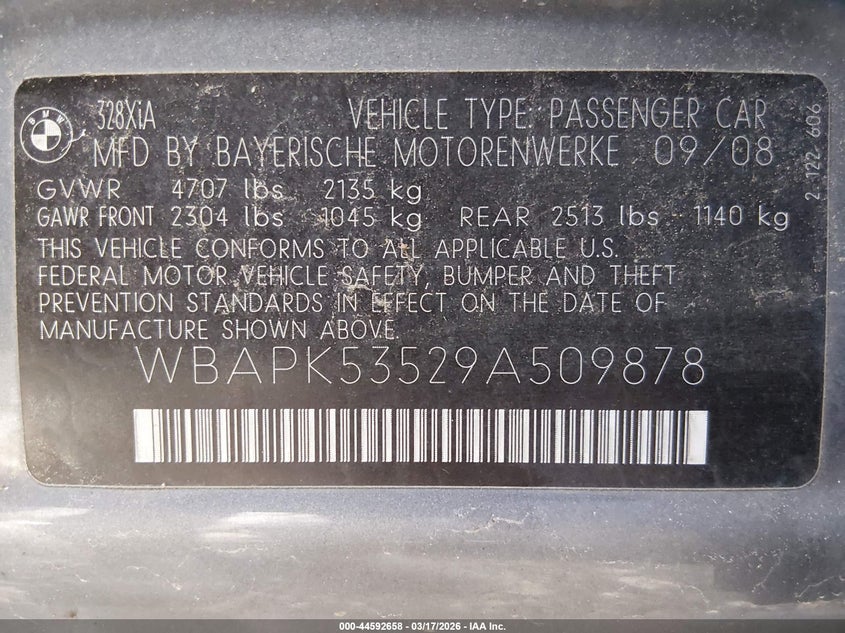 BMW
328XiA VEHICLE TYPE: PASSENGER CAR
MFD BY BAYERISCHE MOTORENWERKE 09/08
GVWR 4707 lbs 2135 kg
GAWR FRONT 2304 lbs 1045 kg REAR 2513 lbs 1140 kg
THIS VEHICLE CONFORMS TO ALL APPLICABLE U.S.
FEDERAL MOTOR VEHICLE SAFETY, BUMPER AND THEFT
PREVENTION STANDARDS IN EFFECT ON THE DATE OF
MANUFACTURE SHOWN ABOVE.
WBAPK53529A509878
2 122 606
000-44592658 - 03/17/2026 - IAA Inc.